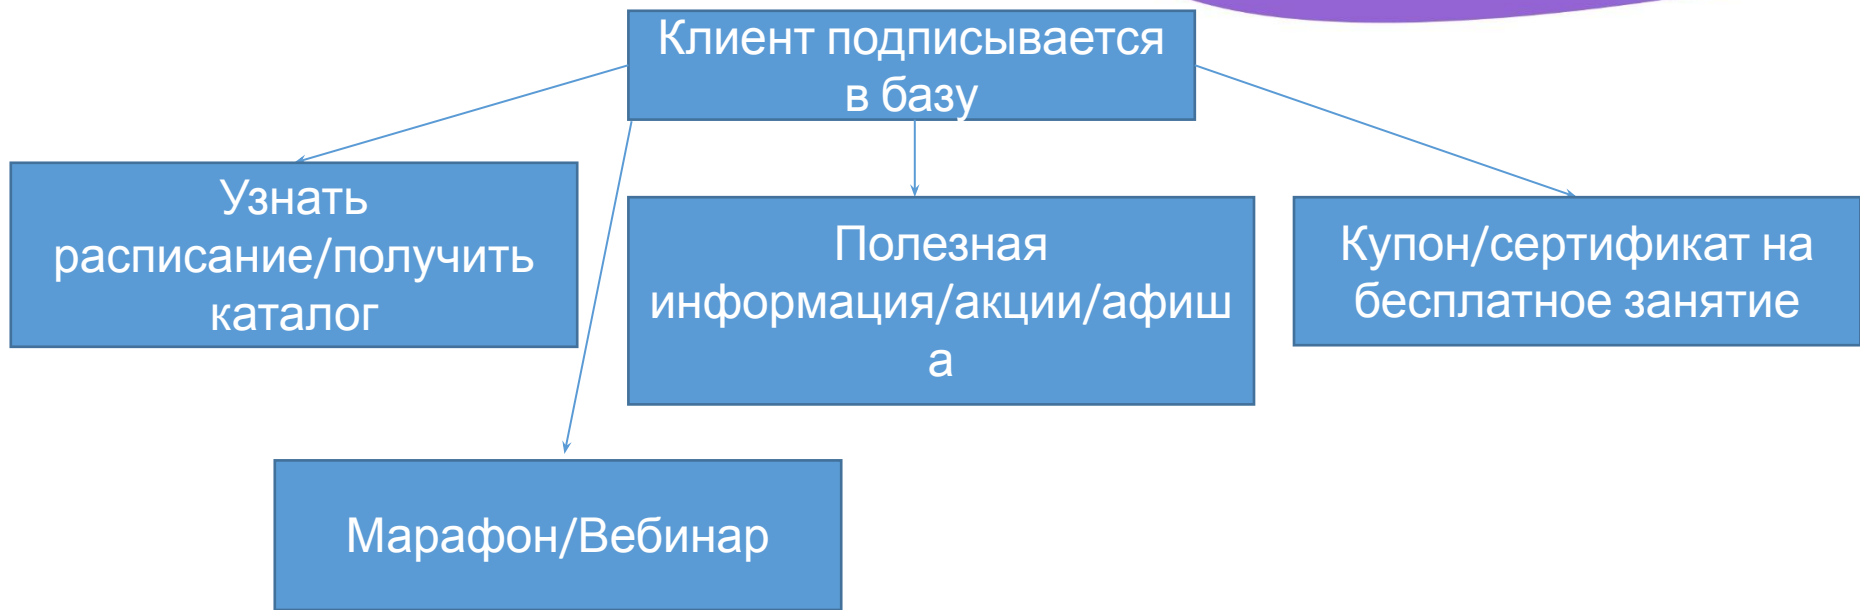 Клиент подписывается
в базу
Узнать
расписание/получить
каталог
Полезная
информация/акции/афиш
а
Купон/сертификат на
бесплатное занятие
Марафон/Вебинар